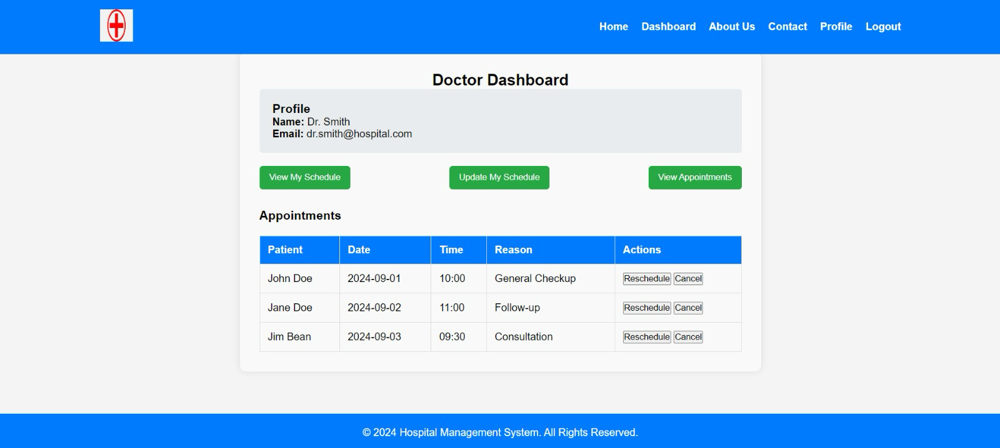 Home Dashboard About Us Contact Profile Logout
Doctor Dashboard
Profile
Name: Dr. Smith
Email: dr.smith@hospital.com
View My Schedule Update My Schedule View Appointments
Appointments
Patient Date Time Reason Actions
John Doe 2024-09-01 10:00 General Checkup Reschedule Cancel
Jane Doe 2024-09-02 11:00 Follow-up Reschedule Cancel
Jim Bean 2024-09-03 09:30 Consultation Reschedule Cancel
© 2024 Hospital Management System. All Rights Reserved.